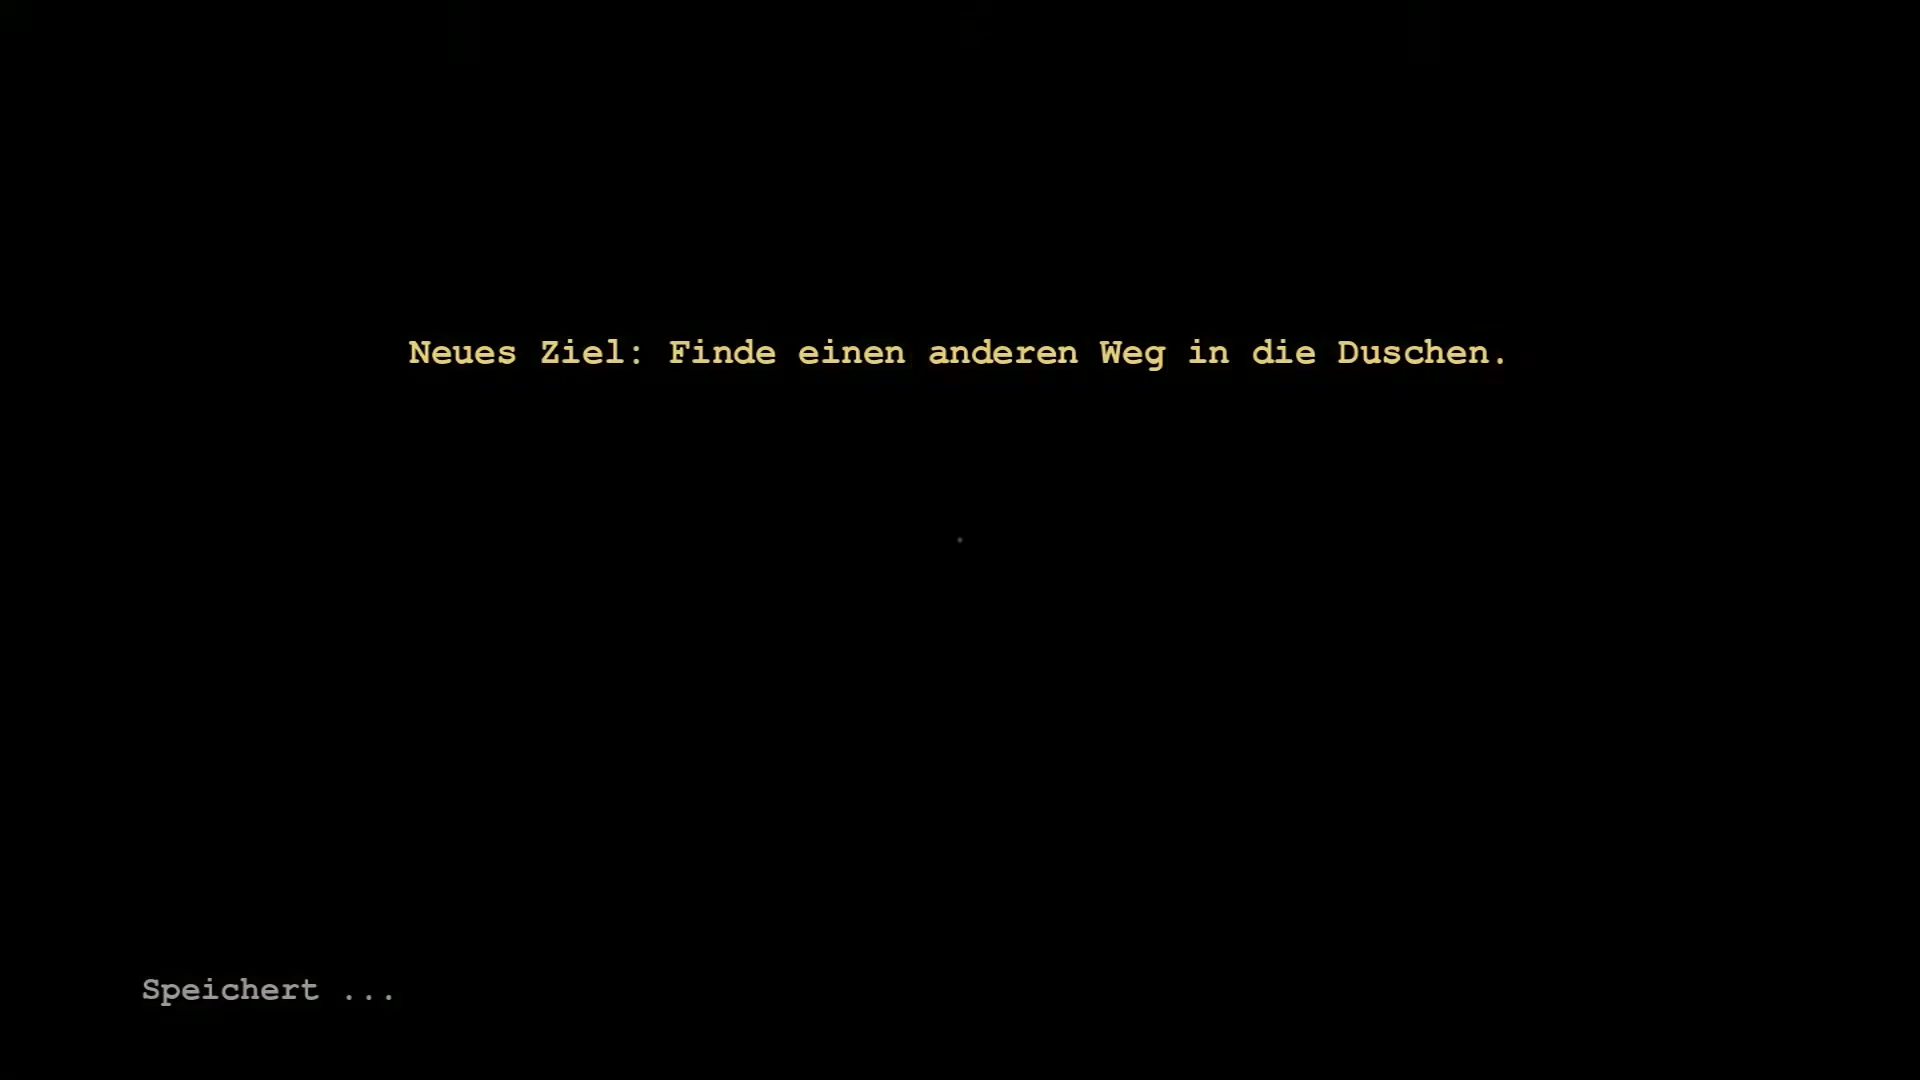 Neues Ziel: Finde einen anderen Weg in die Duschen.
Speichert ...